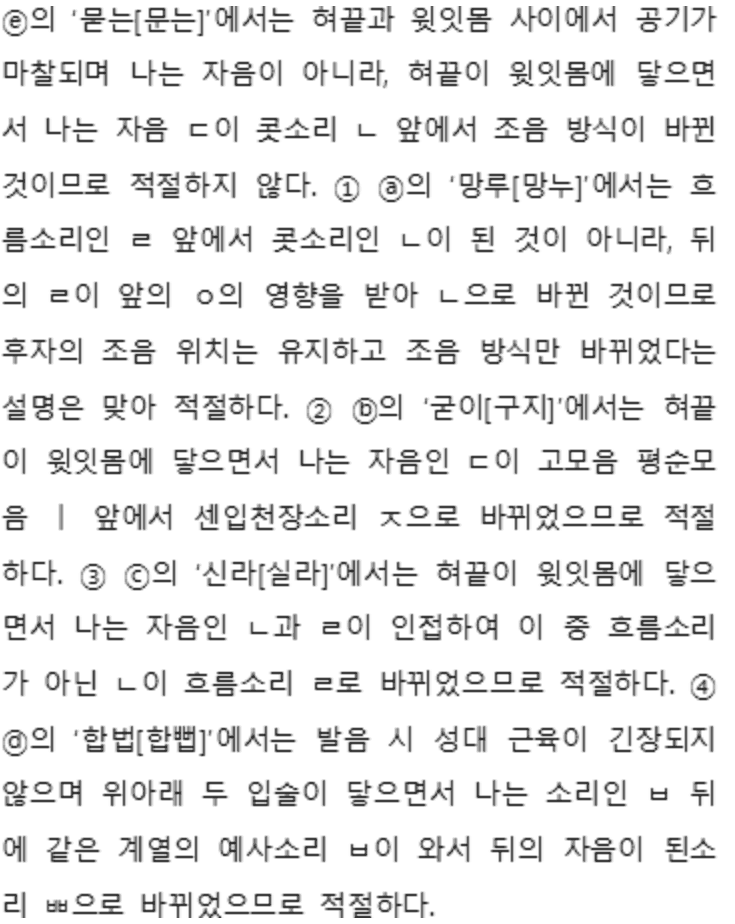 ⓔ의 ‘묻는[문는]’에서는 혀끝과 윗잇몸 사이에서 공기가
마찰되며 나는 자음이 아니라, 혀끝이 윗잇몸에 닿으면
서 나는 자음 ㄷ이 콧소리 ㄴ 앞에서 조음 방식이 바뀐
것이므로 적절하지 않다. ① ⓐ의 ‘망루[망누]’에서는 흐
름소리인 ㄹ 앞에서 콧소리인 ㄴ이 된 것이 아니라, 뒤
의 ㄹ이 앞의 ㅇ의 영향을 받아 ㄴ으로 바뀐 것이므로
후자의 조음 위치는 유지하고 조음 방식만 바뀌었다는
설명은 맞아 적절하다. ② ⓑ의 ‘굳이[구지]’에서는 혀끝
이 윗잇몸에 닿으면서 나는 자음인 ㄷ이 고모음 평순모
음 ㅣ 앞에서 센입천장소리 ㅈ으로 바뀌었으므로 적절
하다. ③ ⓒ의 ‘신라[실라]’에서는 혀끝이 윗잇몸에 닿으
면서 나는 자음인 ㄴ과 ㄹ이 인접하여 이 중 흐름소리
가 아닌 ㄴ이 흐름소리 ㄹ로 바뀌었으므로 적절하다. ④
ⓓ의 ‘합법[합뻡]’에서는 발음 시 성대 근육이 긴장되지
않으며 위아래 두 입술이 닿으면서 나는 소리인 ㅂ 뒤
에 같은 계열의 예사소리 ㅂ이 와서 뒤의 자음이 된소
리 ㅃ으로 바뀌었으므로 적절하다.